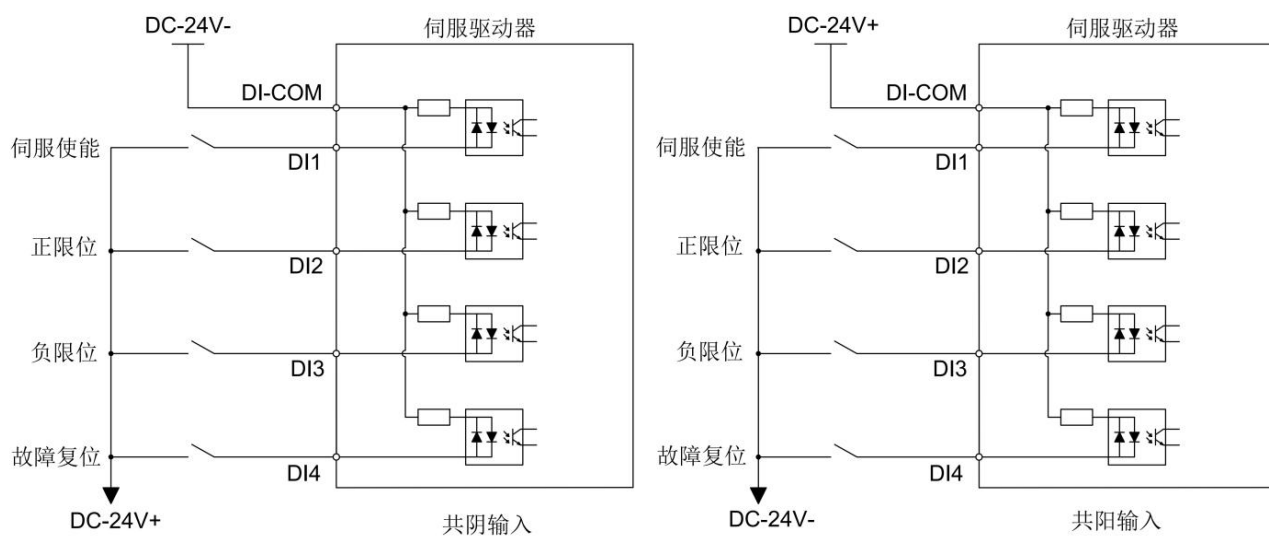 DC-24V-
伺服驱动器
DI-COM
伺服使能
DI1
正限位
DI2
负限位
DI3
故障复位
DI4
DC-24V+
共阴输入
DC-24V+
伺服驱动器
DI-COM
伺服使能
DI1
正限位
DI2
负限位
DI3
故障复位
DI4
DC-24V-
共阳输入